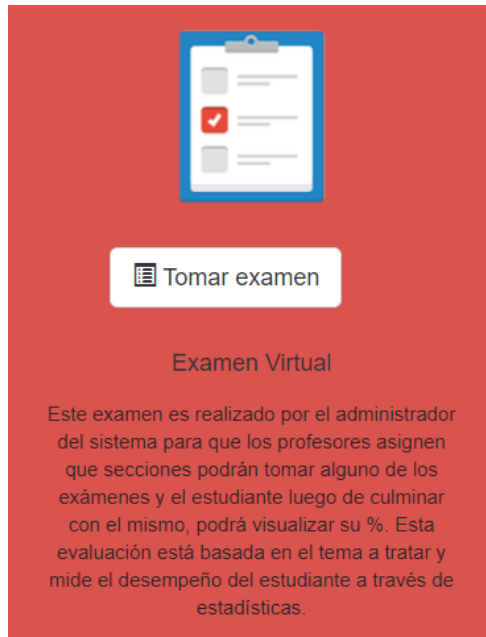 Tomar examen
Examen Virtual
Este examen es realizado por el administrador
del sistema para que los profesores asignen
que secciones podrán tomar alguno de los
exámenes y el estudiante luego de culminar
con el mismo, podrá visualizar su %. Esta
evaluación está basada en el tema a tratar y
mide el desempeño del estudiante a través de
estadísticas.